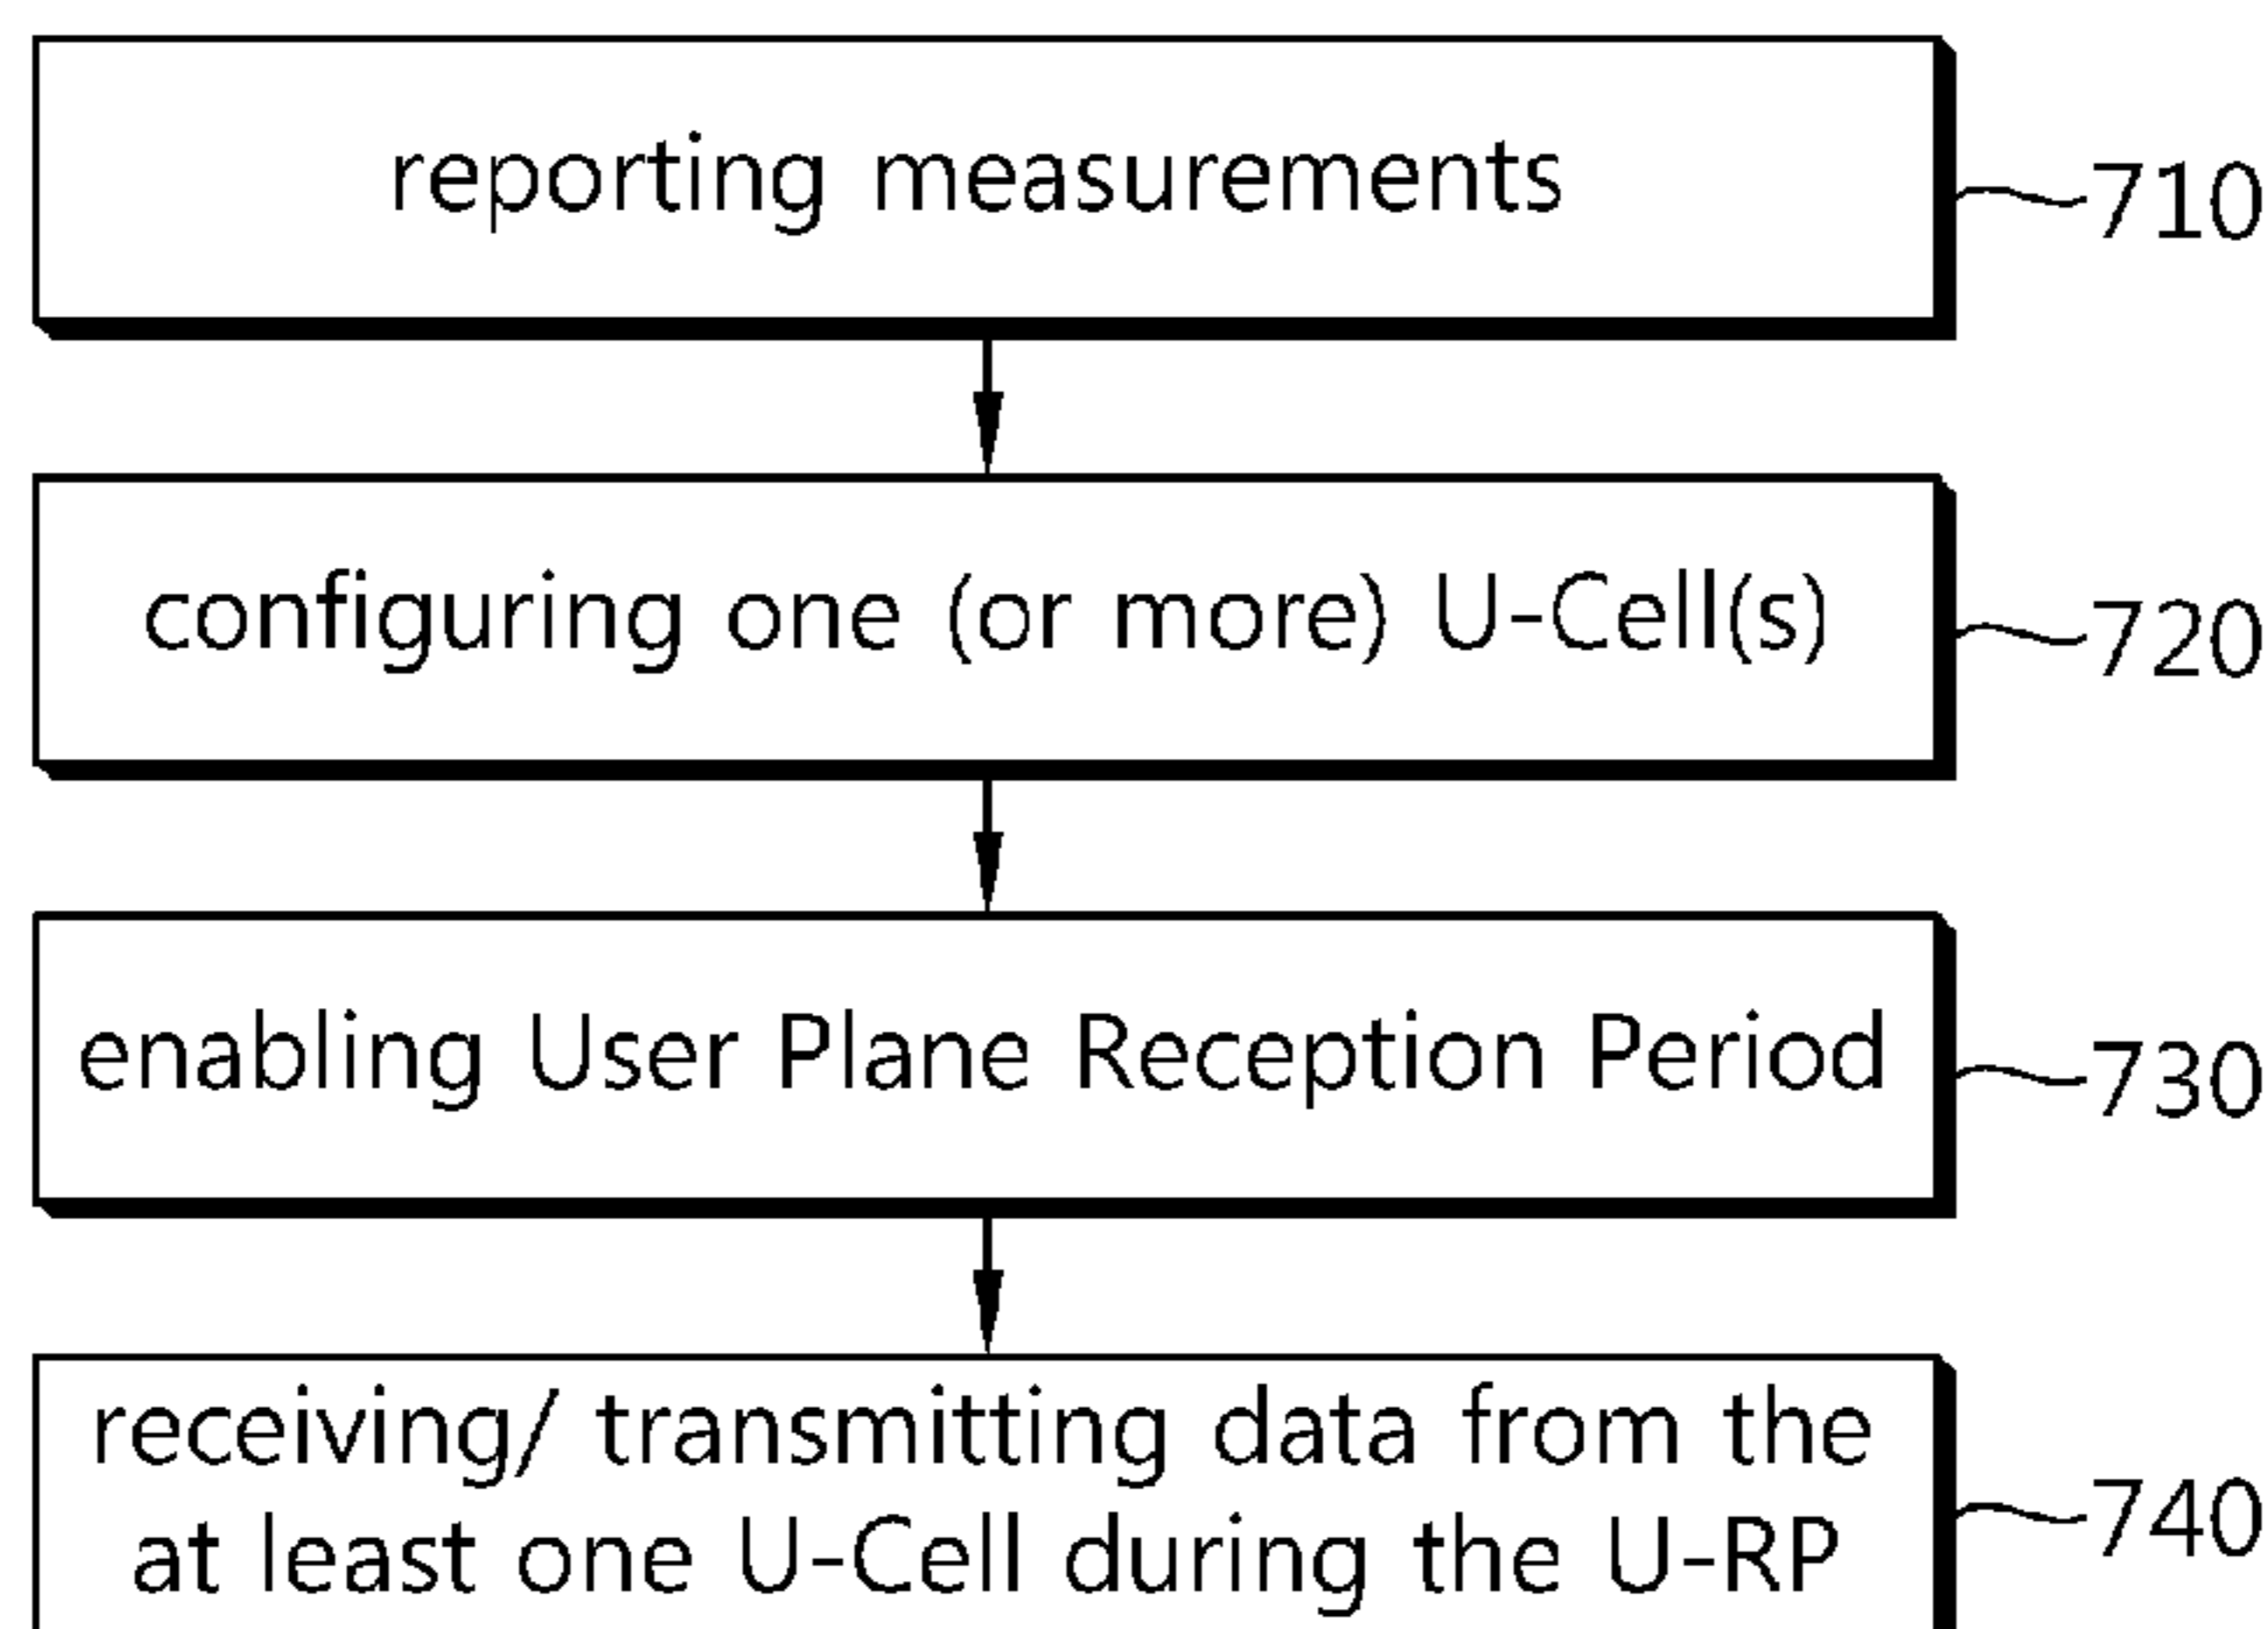 reporting measurements
710
configuring one (or more) U-Cell(s)
720
enabling User Plane Reception Period
730
receiving/ transmitting data from the
at least one U-Cell during the U-RP
740